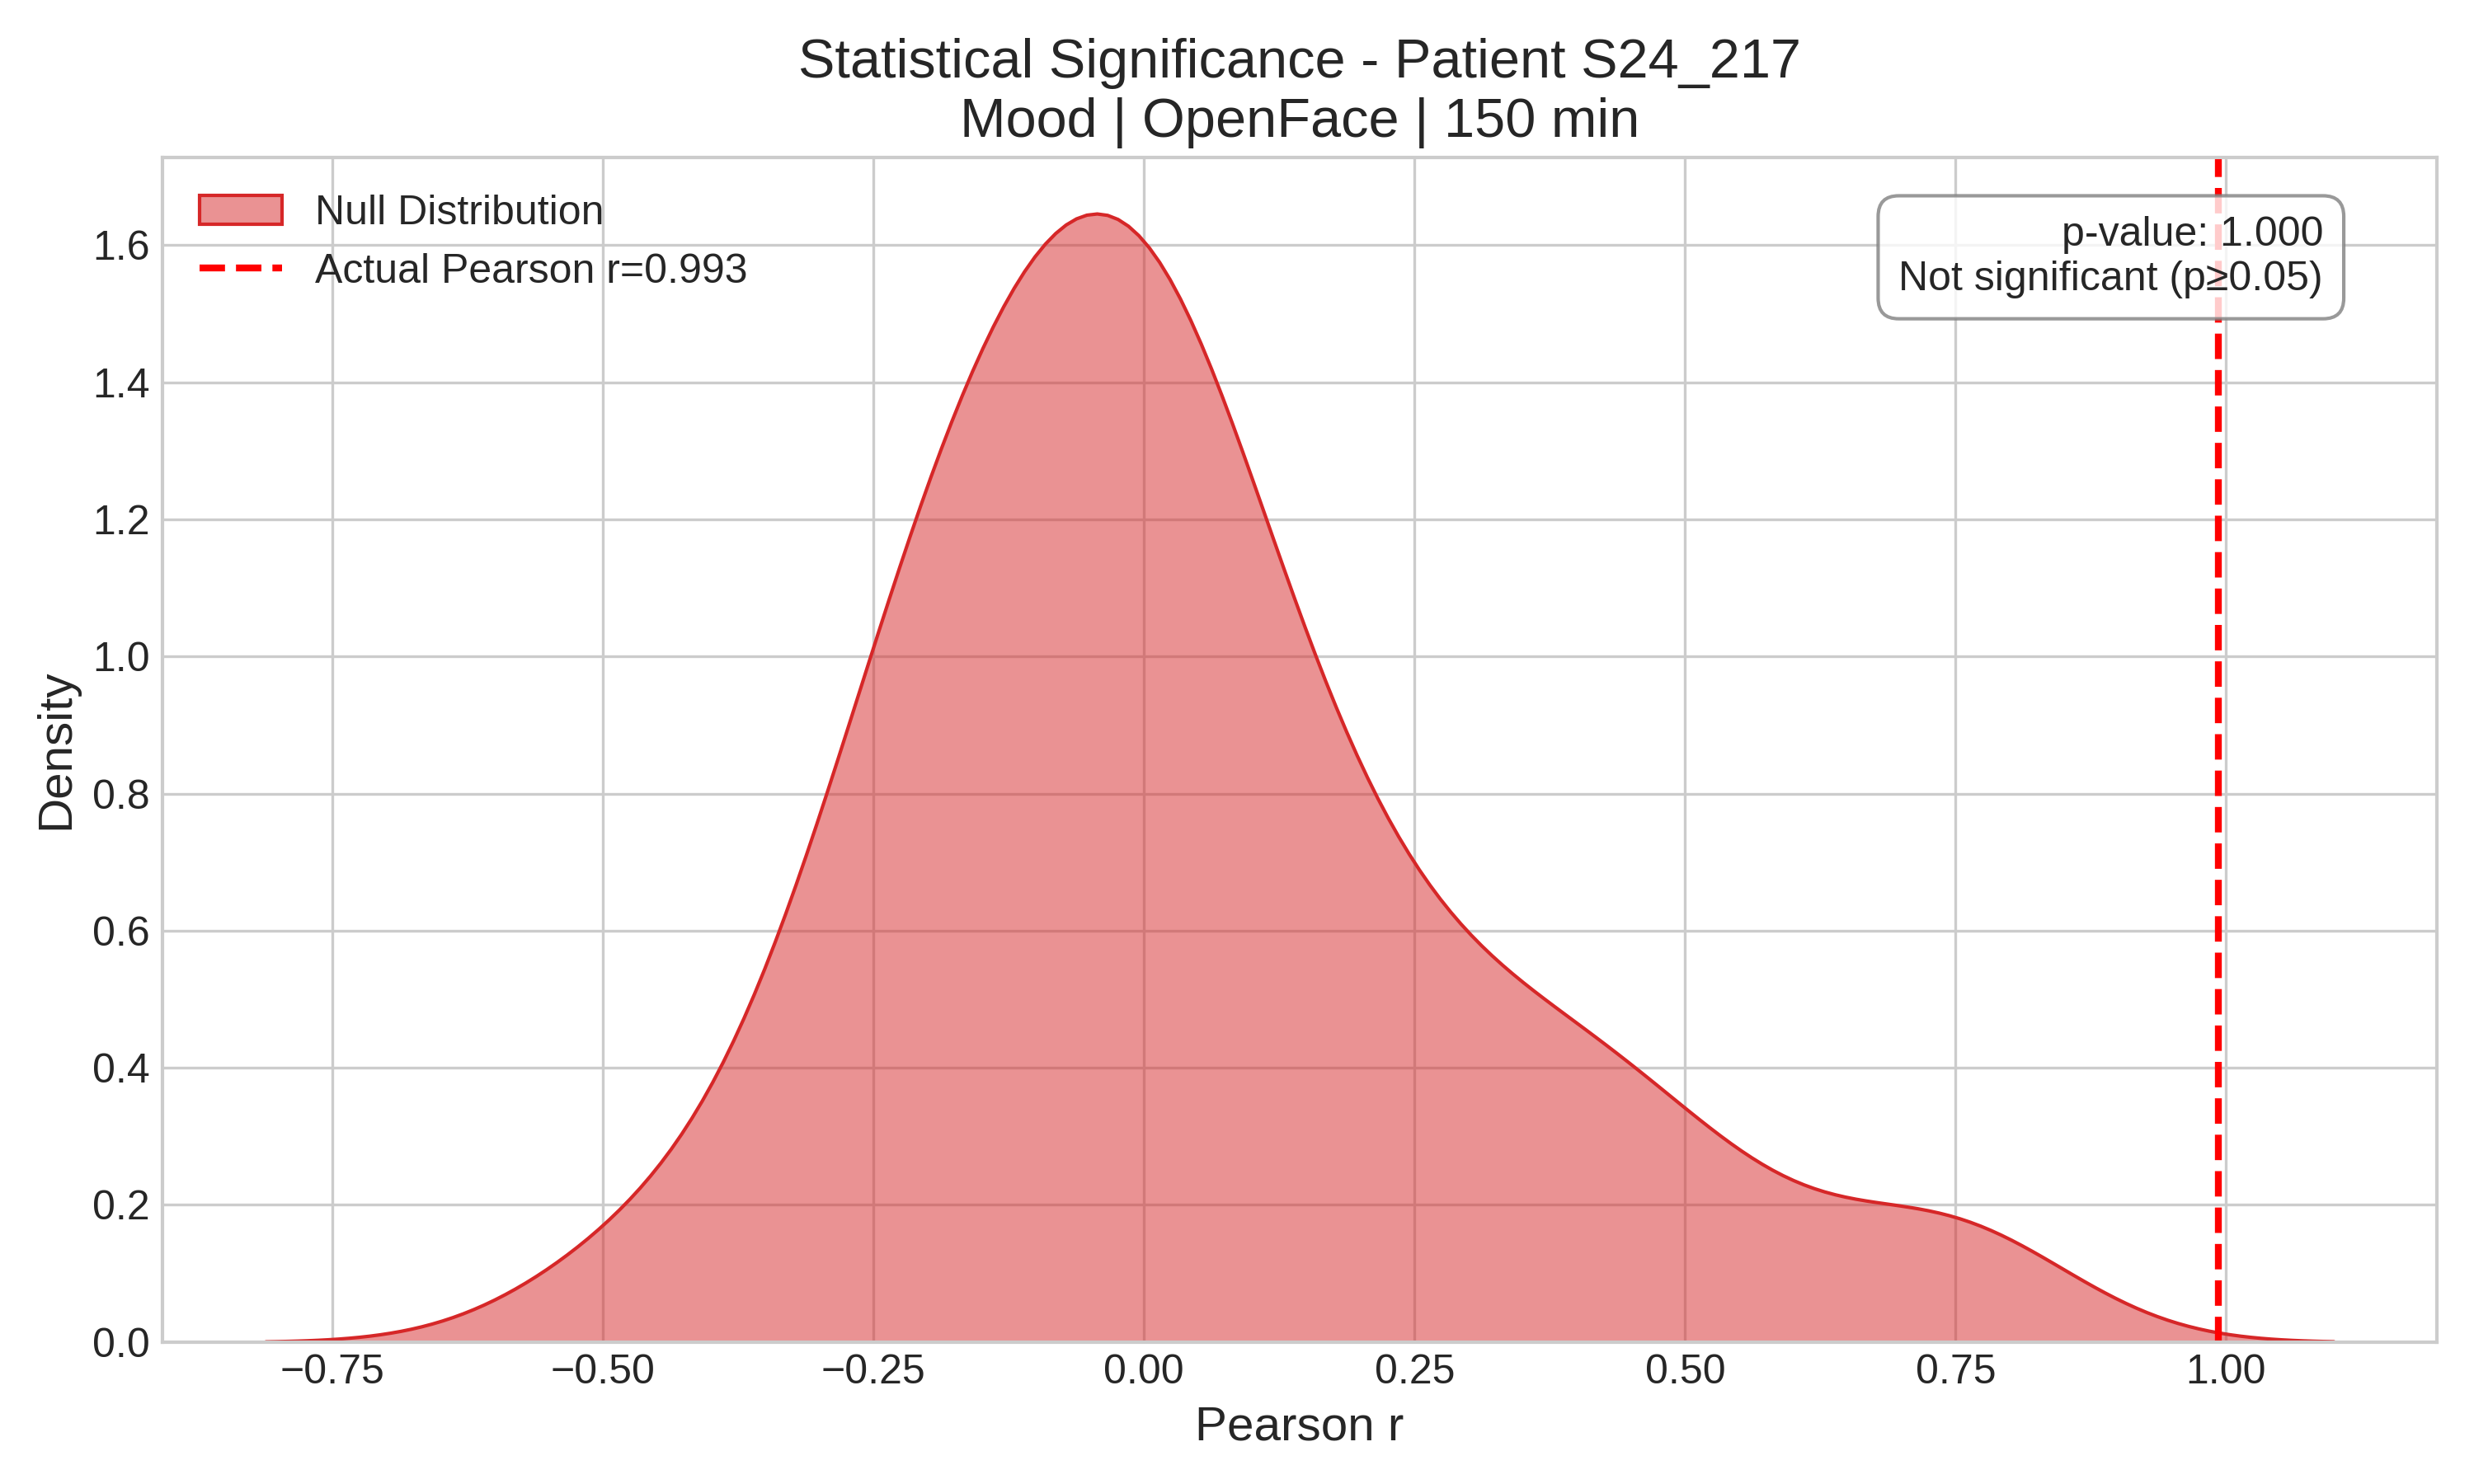 Statistical Significance - Patient S24_217
Mood | OpenFace | 150 min
Null Distribution
Actual Pearson r=0.993
p-value: 1.000
Not significant (p≥0.05)
Density
1.6
1.4
1.2
1.0
0.8
0.6
0.4
0.2
0.0
−0.75 −0.50 −0.25 0.00 0.25 0.50 0.75 1.00
Pearson r